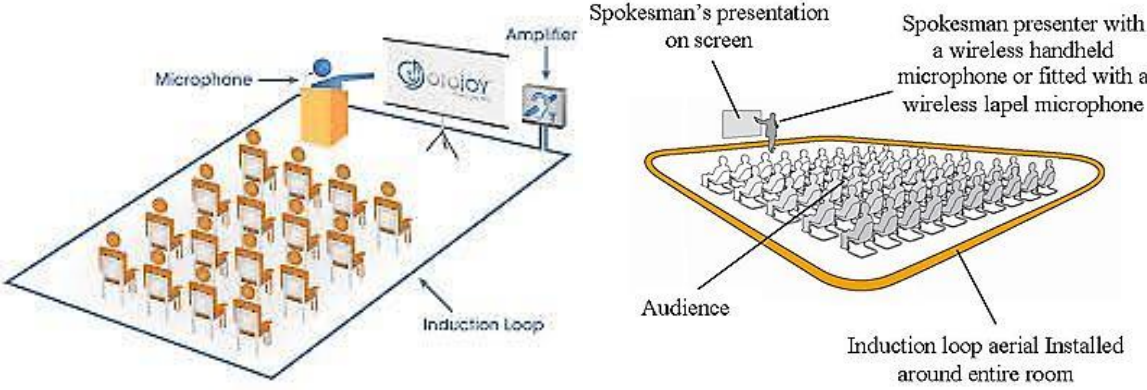 Amplifier
Microphone
OTOJOY
Induction Loop
Spokesman's presentation
on screen
Spokesman presenter with
a wireless handheld
microphone or fitted with a
wireless lapel microphone
Audience
Induction loop aerial Installed
around entire room